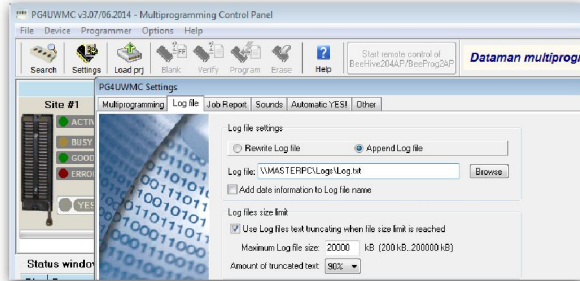 PG4UWMC v3.07/06.2014 - Multiprogramming Control Panel
File Device Programmer Options Help
Search Settings Load prj Blank Verify Program Erase Help
Start remote control of
BeeHive204AP/BeeProg2AP
Dataman multiprogr
PG4UWMC Settings
Multiprogramming Log file Job Report Sounds Automatic YES! Other
Site #1
ACTIV
BUSY
GOOD
ERRO
YES
Log file settings
Rewrite Log file Append Log file
Log file: \\MASTERPC\Logs\Log.txt Browse
Add date information to Log file name
Log files size limit
Use Log files text truncating when file size limit is reached
Maximum Log file size: 20000 kB (200 kB..200000 kB)
Amount of truncated text: 90%
Status window